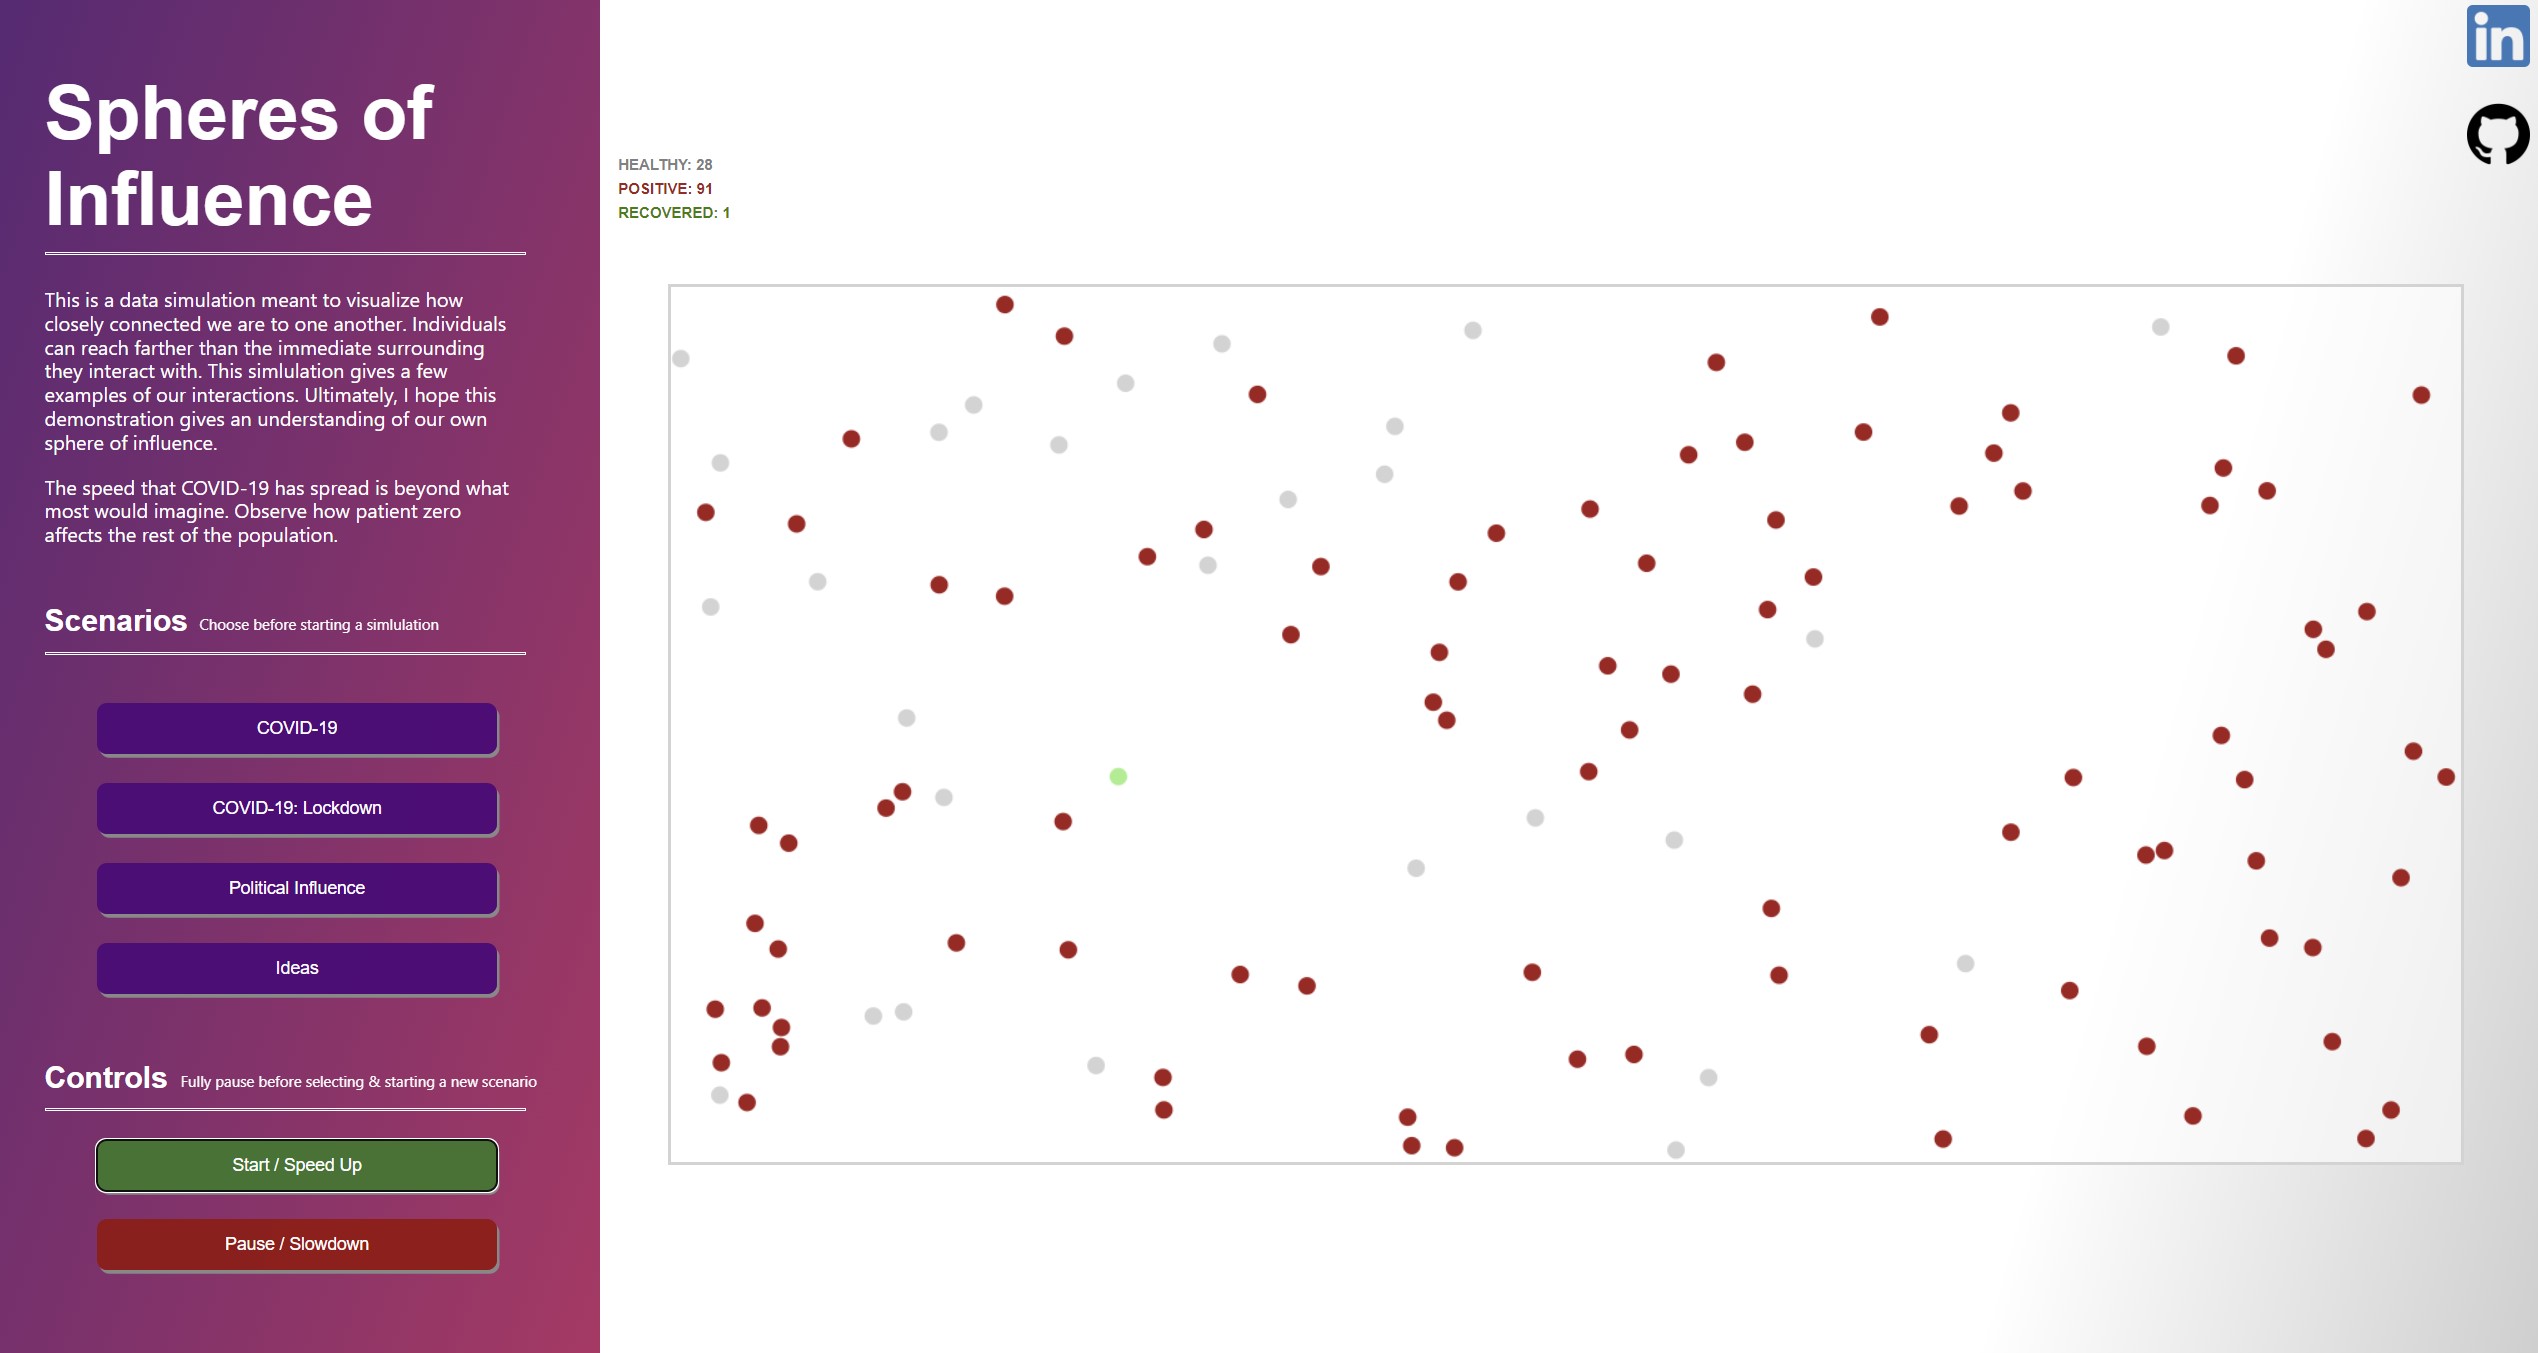 Spheres of
Influence
This is a data simulation meant to visualize how
closely connected we are to one another. Individuals
can reach farther than the immediate surrounding
they interact with. This simlulation gives a few
examples of our interactions. Ultimately, I hope this
demonstration gives an understanding of our own
sphere of influence.
The speed that COVID-19 has spread is beyond what
most would imagine. Observe how patient zero
affects the rest of the population.
Scenarios Choose before starting a simlulation
COVID-19
COVID-19: Lockdown
Political Influence
Ideas
Controls Fully pause before selecting & starting a new scenario
Start / Speed Up
Pause / Slowdown
HEALTHY: 28
POSITIVE: 91
RECOVERED: 1
in